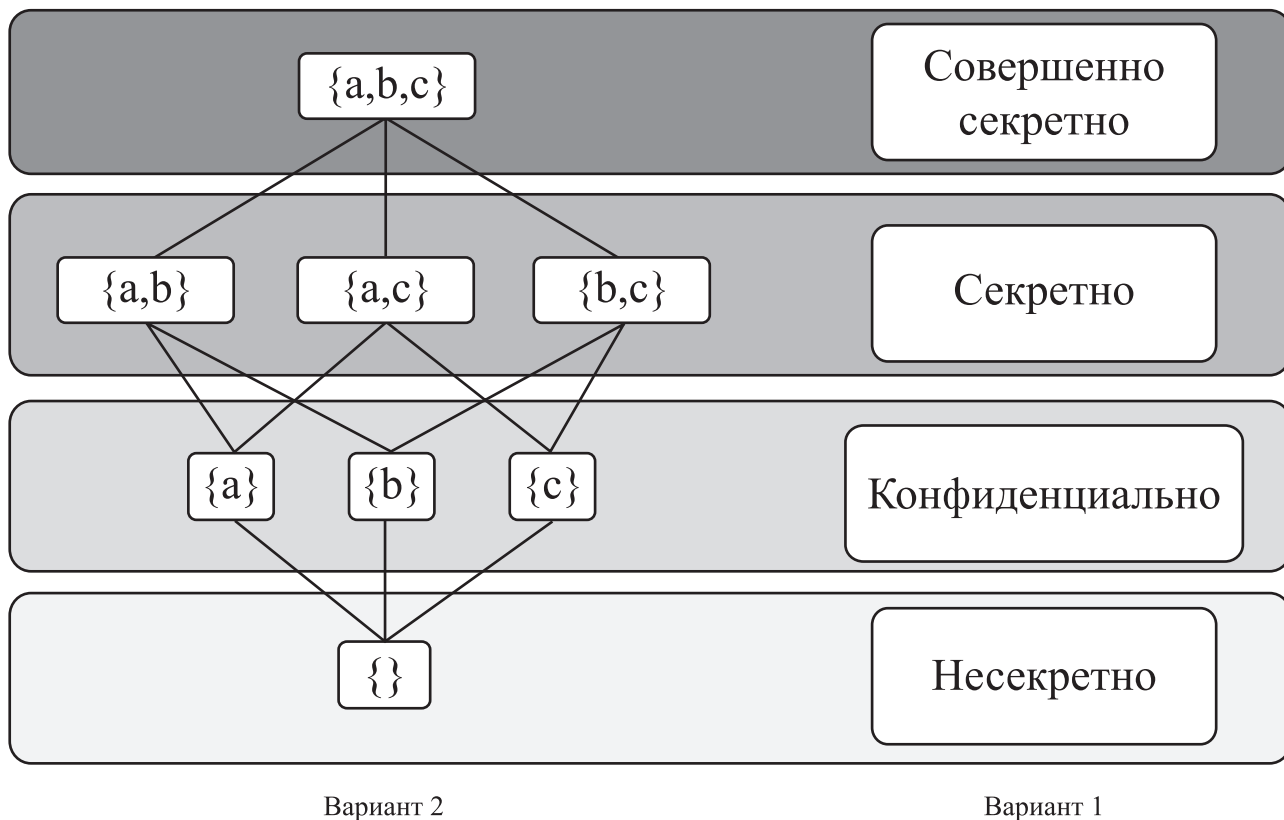 {a,b,c}
Совершенно
секретно
{a,b}
{a,c}
{b,c}
Секретно
{a}
{b}
{c}
Конфиденциально
{}
Несекретно
Вариант 2
Вариант 1